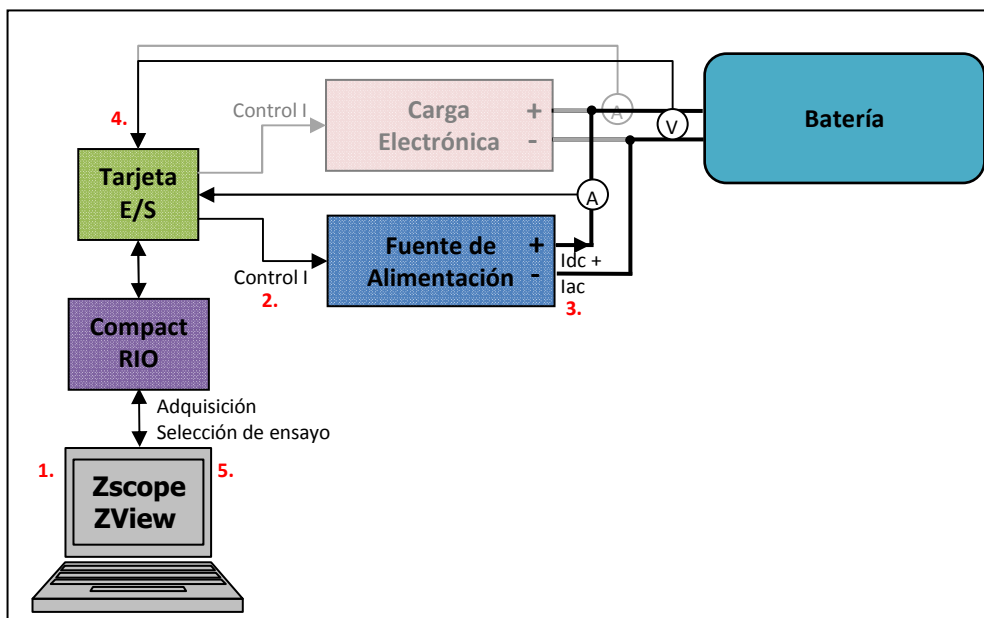 4.
Control I
Carga
Electrónica
+
-
A
V
Batería
Tarjeta
E/S
A
Control I
2.
Fuente de
Alimentación
+
-
Idc +
Iac
3.
Compact
RIO
Adquisición
Selección de ensayo
1.
5.
Zscope
ZView